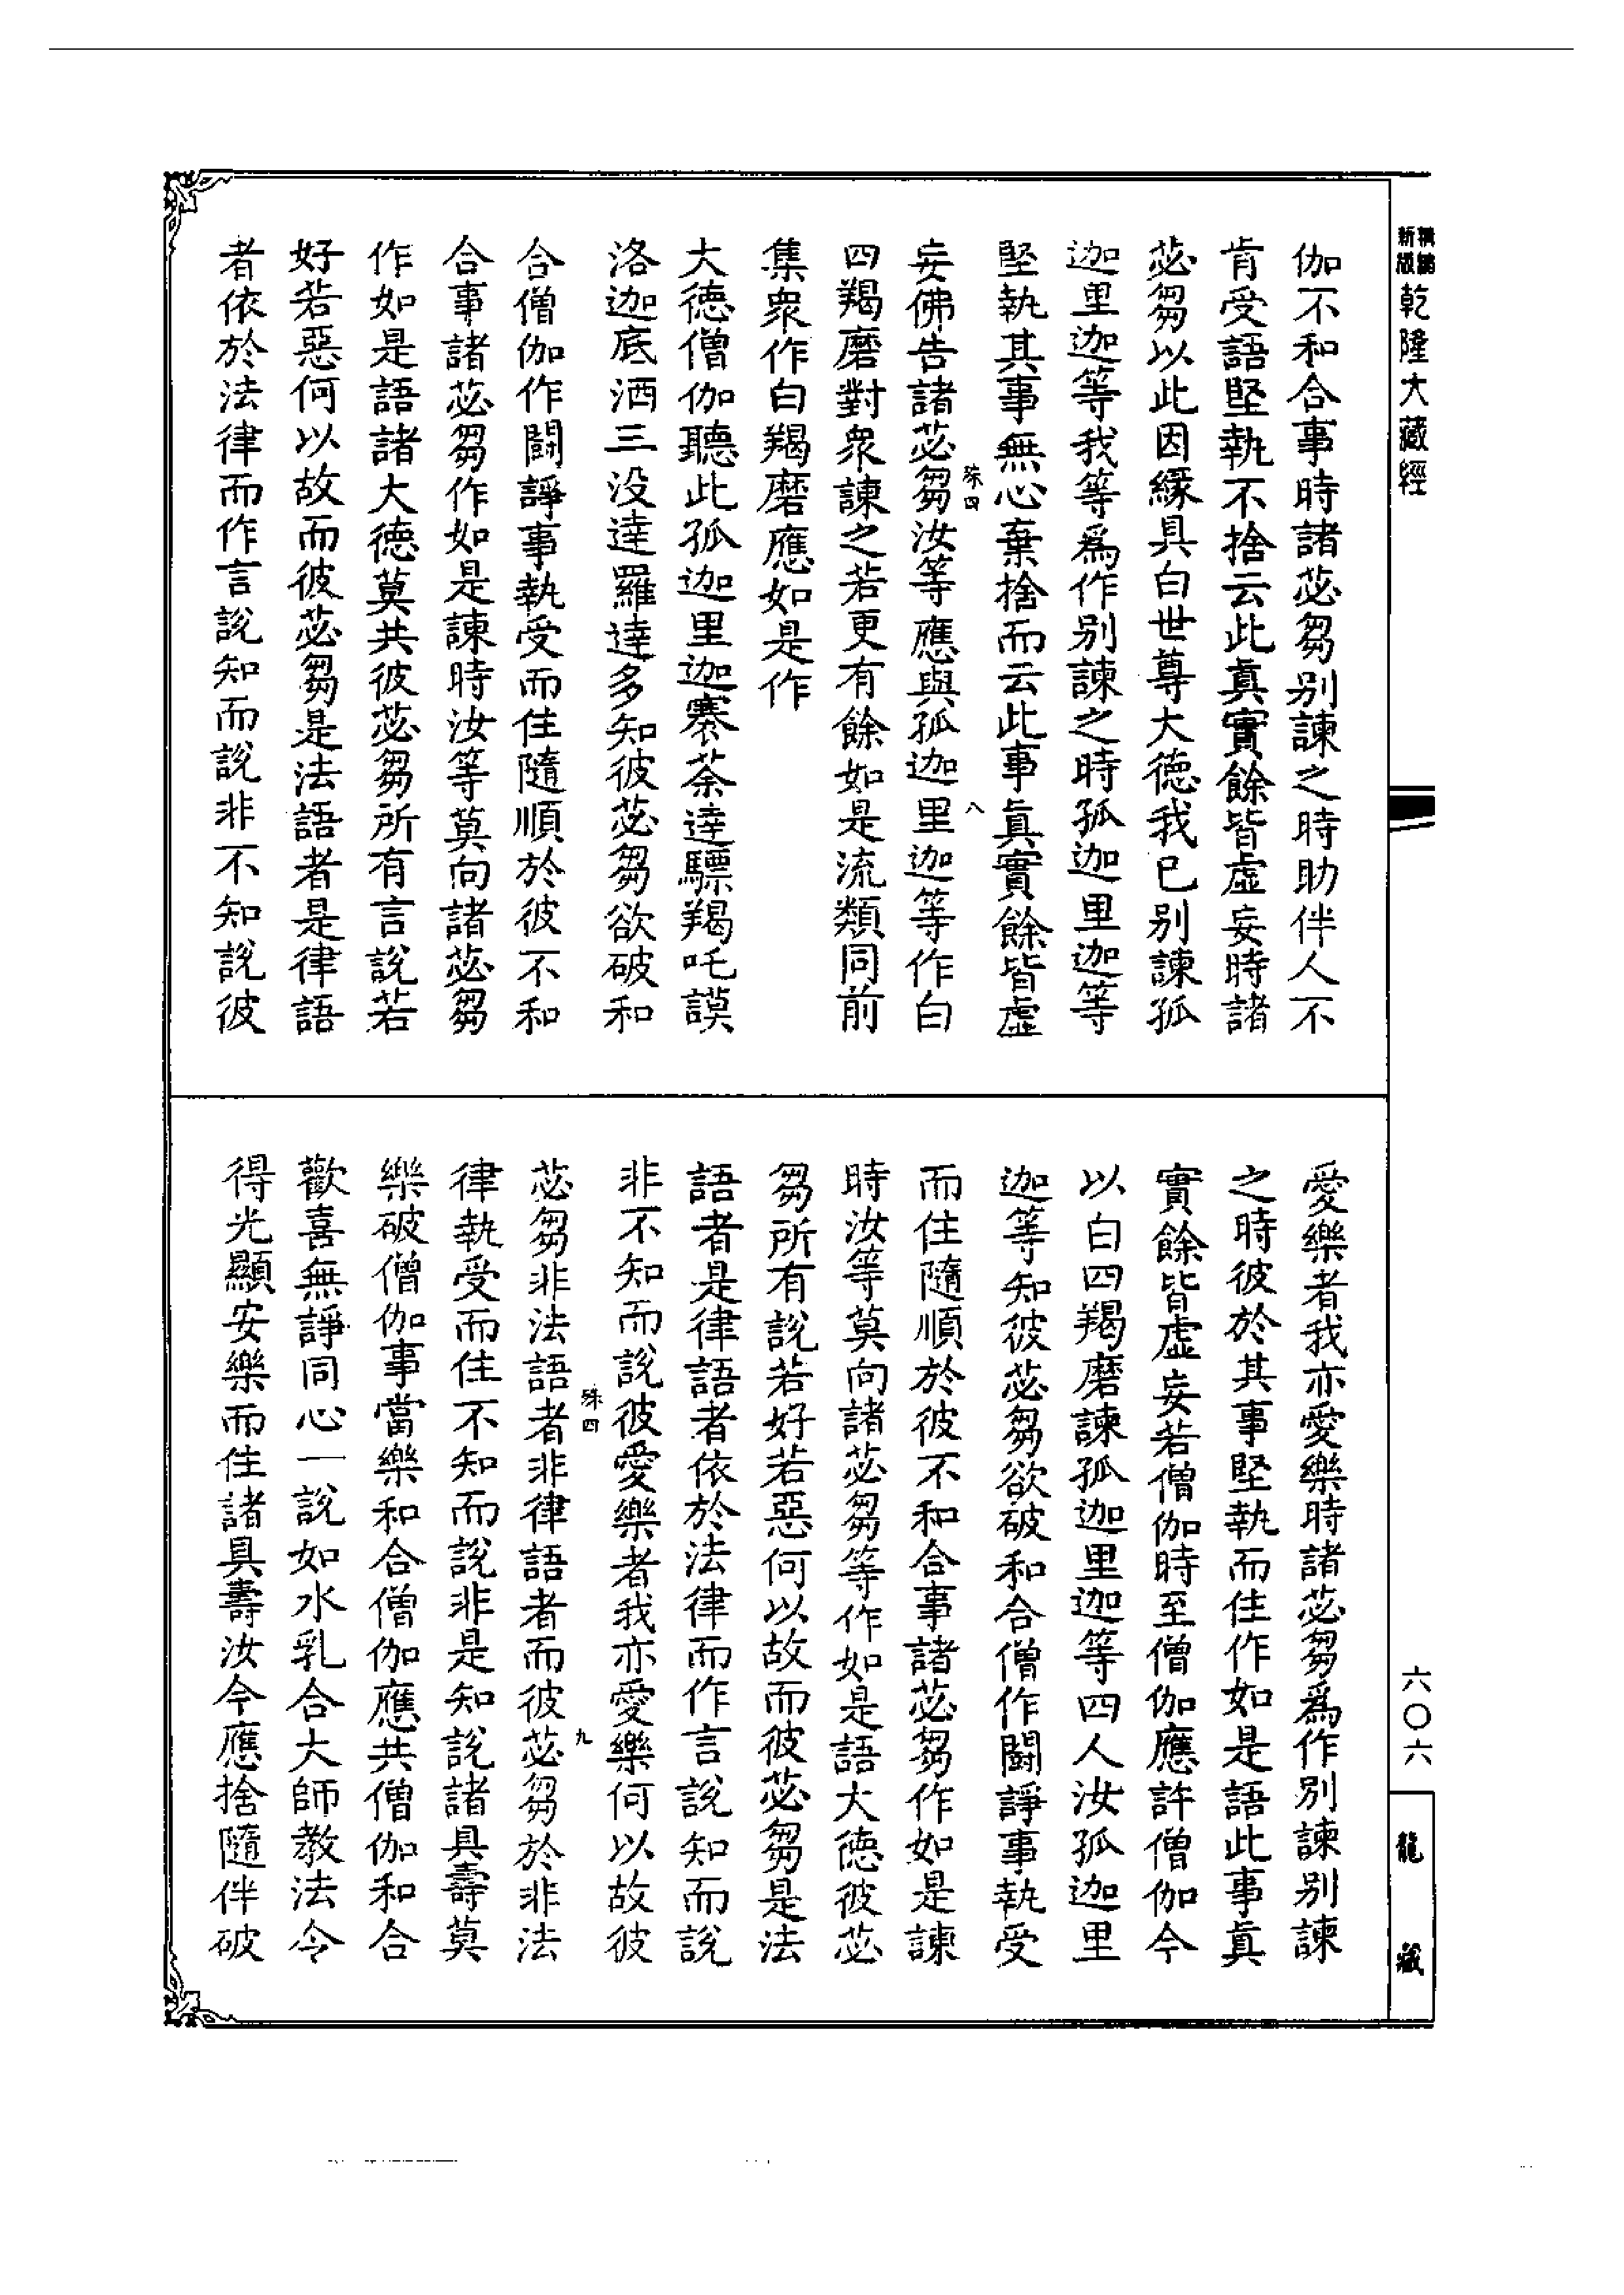 新版
精縮
乾隆大藏經
六〇六
龍藏
伽不和合事時諸苾芻别諫之時助伴人不
肯受語堅執不捨云此真實餘皆虛妄時諸
苾芻以此因緣具白世尊大德我已别諫孤
迦里迦等我等爲作别諫之時孤迦里迦等
堅執其事無心棄捨而云此事真實餘皆虛
殊四
八
妄佛告諸苾芻汝等應與孤迦里迦等作白
四羯磨對衆諫之若更有餘如是流類同前
集衆作白羯磨應如是作
大德僧伽聽此孤迦里迦褰荼達驃羯吒謨
洛迦底洒三没達羅達多知彼苾芻欲破和
合僧伽作鬪諍事執受而住隨順於彼不和
合事諸苾芻作如是諫時汝等莫向諸苾芻
作如是語諸大德莫共彼苾芻所有言說若
好若惡何以故而彼苾芻是法語者是律語
者依於法律而作言說知而說非不知說彼
愛樂者我亦愛樂時諸苾芻爲作别諫别諫
之時彼於其事堅執而住作如是語此事真
實餘皆虛妄若僧伽時至僧伽應許僧伽今
以白四羯磨諫孤迦里迦等四人汝孤迦里
迦等知彼苾芻欲破和合僧作鬪諍事執受
而住隨順於彼不和合事諸苾芻作如是諫
時汝等莫向諸苾芻等作如是語大德彼苾
芻所有說若好若惡何以故而彼苾芻是法
語者是律語者依於法律而作言說知而說
非不知而說彼愛樂者我亦愛樂何以故彼
殊四
九
苾芻非法語者非律語者而彼苾芻於非法
律執受而住不知而說非是知說諸具壽莫
樂破僧伽事當樂和合僧伽應共僧伽和合
歡喜無諍同心一說如水乳合大師教法令
得光顯安樂而住諸具壽汝今應捨隨伴破